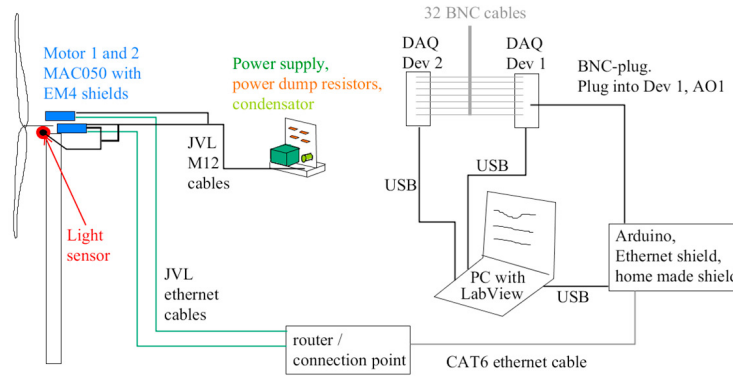 32 BNC cables
Motor 1 and 2
MAC050 with
EM4 shields
Power supply,
power dump resistors,
condensator
DAQ
Dev 2
DAQ
Dev 1
BNC-plug.
Plug into Dev 1, AO1
JVL
M12
cables
USB
USB
Light
sensor
Arduino,
Ethernet shield,
home made shield
PC with
LabView
USB
JVL
ethernet
cables
router /
connection point
CAT6 ethernet cable